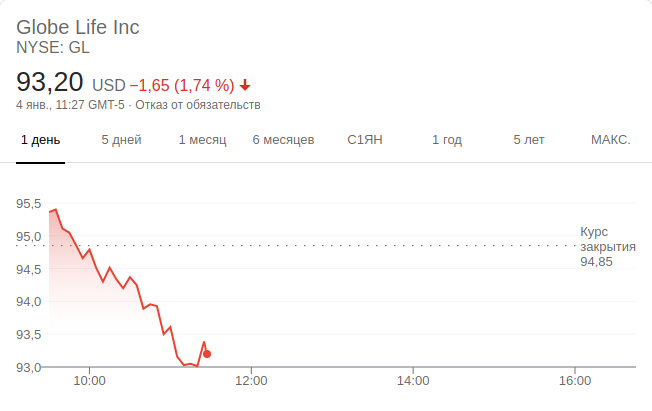 Globe Life Inc
NYSE: GL
93,20 USD −1,65 (1,74 %)
4 янв., 11:27 GMT-5 · Отказ от обязательств
1 день 5 дней 1 месяц 6 месяцев С1ЯН 1 год 5 лет МАКС.
95,5
95,0
94,5
94,0
93,5
93,0
Курс
закрытия
94,85
10:00 12:00 14:00 16:00